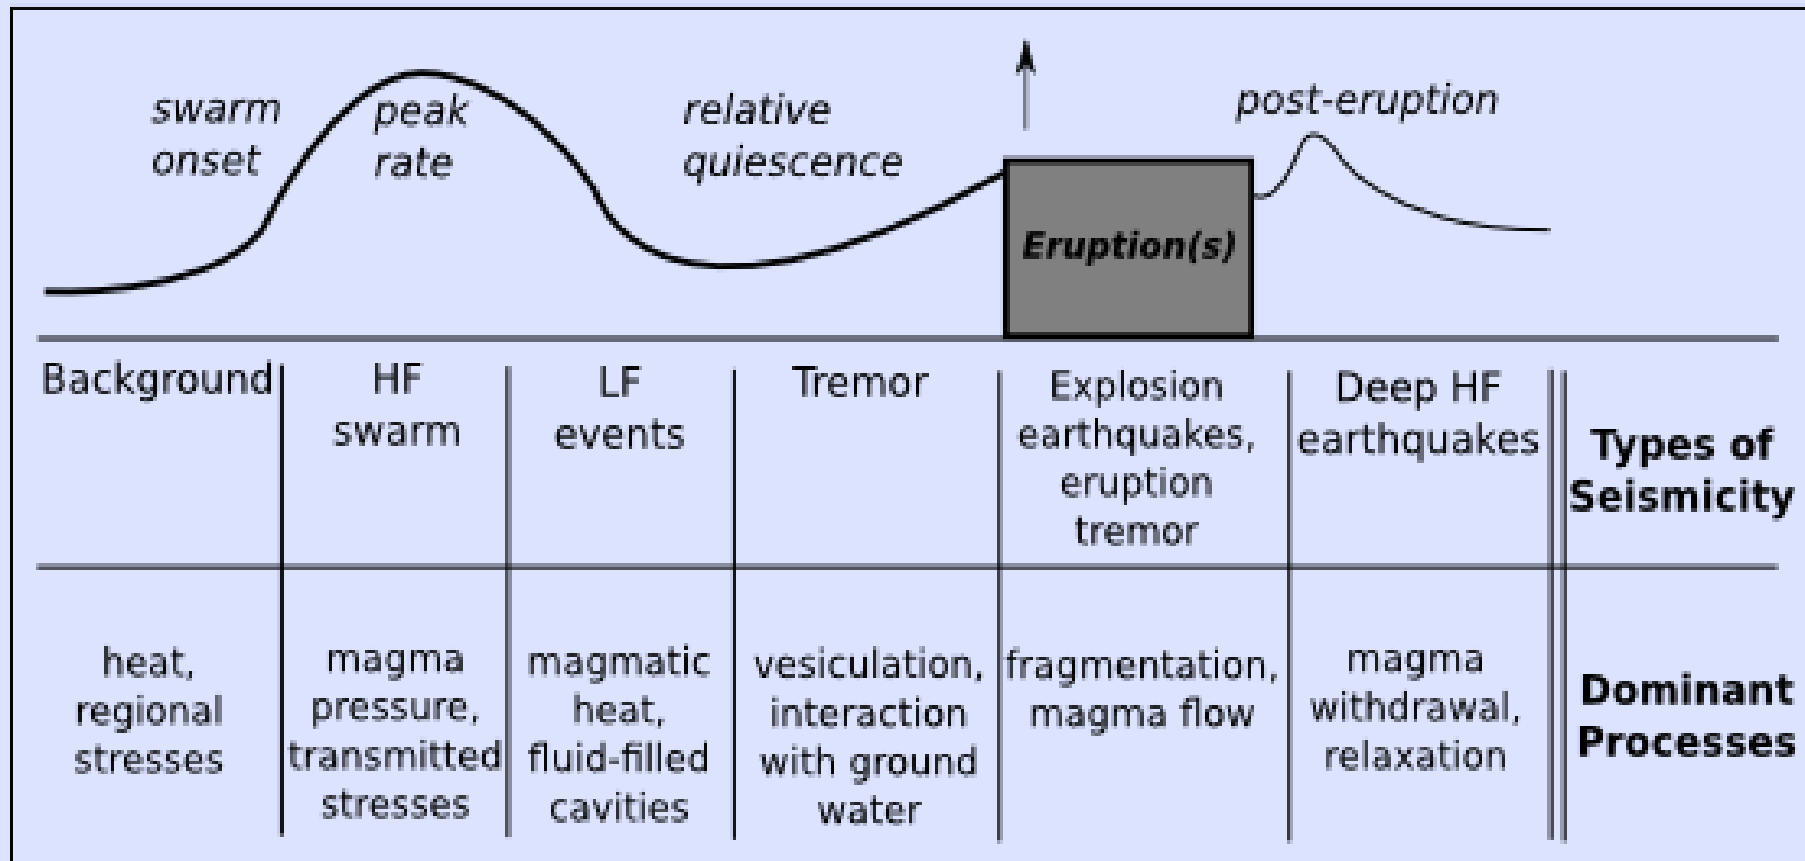 swarm
onset
peak
rate
relative
quiescence
post-eruption
Eruption(s)
Background
HF
swarm
LF
events
Tremor
Explosion
earthquakes,
eruption
tremor
Deep HF
earthquakes
Types of
Seismicity
heat,
regional
stresses
magma
pressure,
transmitted
stresses
magmatic
heat,
fluid-filled
cavities
vesiculation,
interaction
with ground
water
fragmentation,
magma flow
magma
withdrawal,
relaxation
Dominant
Processes